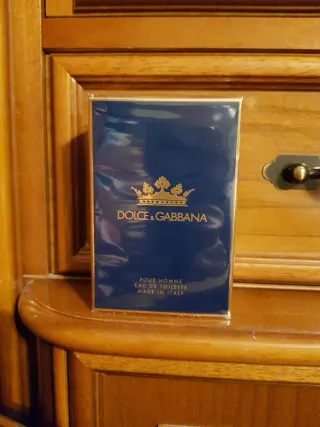 DOLCE & GABBANA
POUR HOMME
EAU DE TOILETTE
MADE IN ITALY